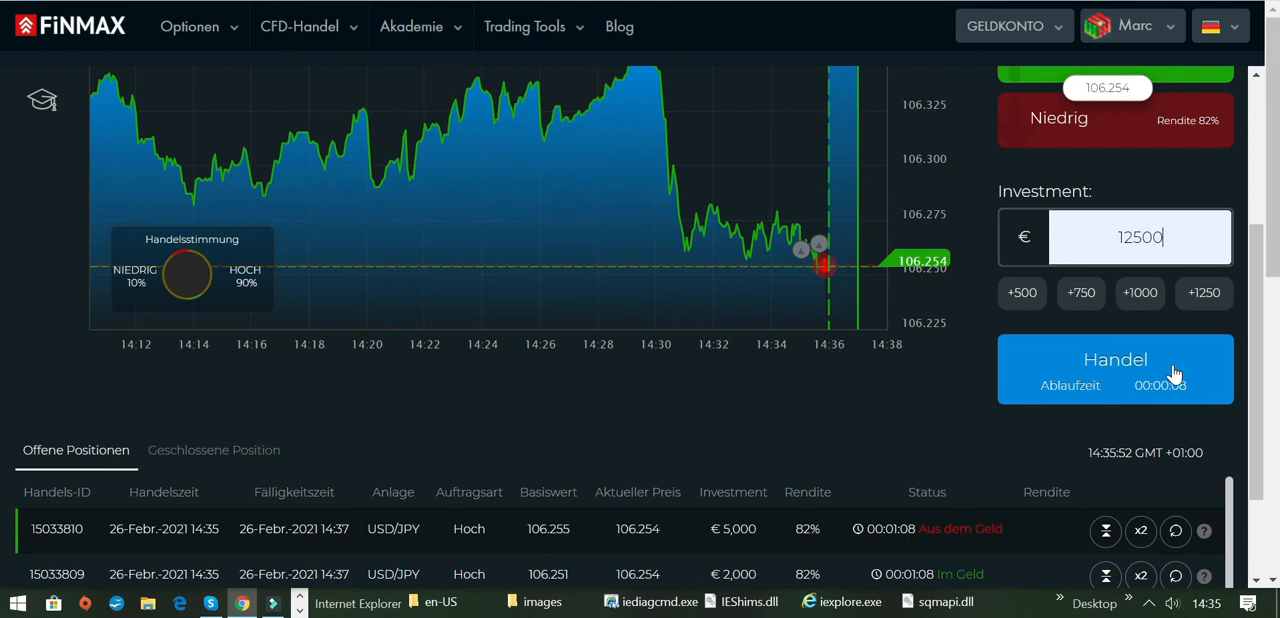 FiNMAX Optionen CFD-Handel Akademie Trading Tools Blog GELDKONTO Marc
106.254
106.325
Niedrig Rendite 82%
106.300
Investment:
106.275
€ 12500
Handelsstimmung
106.254
106.250
NIEDRIG HOCH
10% 90%
+500 +750 +1000 +1250
106.225
14:12 14:14 14:16 14:18 14:20 14:22 14:24 14:26 14:28 14:30 14:32 14:34 14:36 14:38
Handel
Ablaufzeit 00:00:08
Offene Positionen Geschlossene Position 14:35:52 GMT +01:00
Handels-ID Handelszeit Fälligkeitszeit Anlage Auftragsart Basiswert Aktueller Preis Investment Rendite Status Rendite
15033810 26-Febr.-2021 14:35 26-Febr.-2021 14:37 USD/JPY Hoch 106.255 106.254 € 5,000 82% 00:01:08 Aus dem Geld x2 ?
15033809 26-Febr.-2021 14:35 26-Febr.-2021 14:37 USD/JPY Hoch 106.251 106.254 € 2,000 82% 00:01:08 Im Geld x2 ?
Internet Explorer en-US images iediagcmd.exe IEShims.dll iexplore.exe sqmapi.dll » Desktop » 14:35